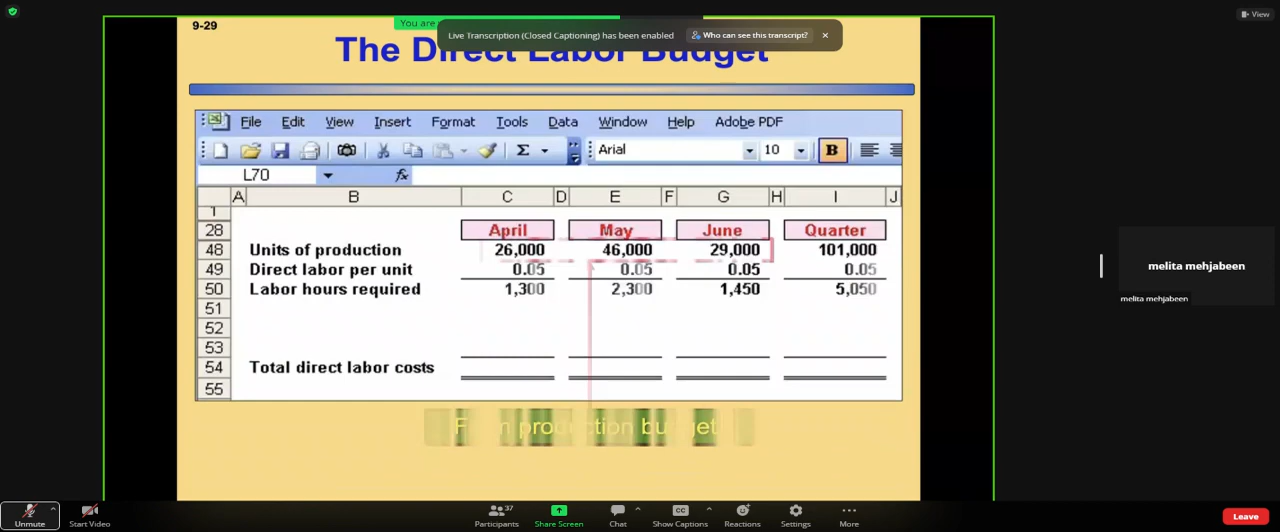 View
9-29
You are
Live Transcription (Closed Captioning) has been enabled Who can see this transcript?
The Direct Labor Budget
File Edit View Insert Format Tools Data Window Help Adobe PDF
Arial 10 B
L70 fx
A B C D E F G H I J
1
28 April May June Quarter
48 Units of production 26,000 46,000 29,000 101,000
49 Direct labor per unit 0.05 0.05 0.05 0.05
50 Labor hours required 1,300 2,300 1,450 5,050
51
52
53
54 Total direct labor costs
55
From production budget
melita mehjabeen
melita mehjabeen
Unmute Start Video Participants 37 Share Screen Chat Show Captions Reactions Settings More Leave